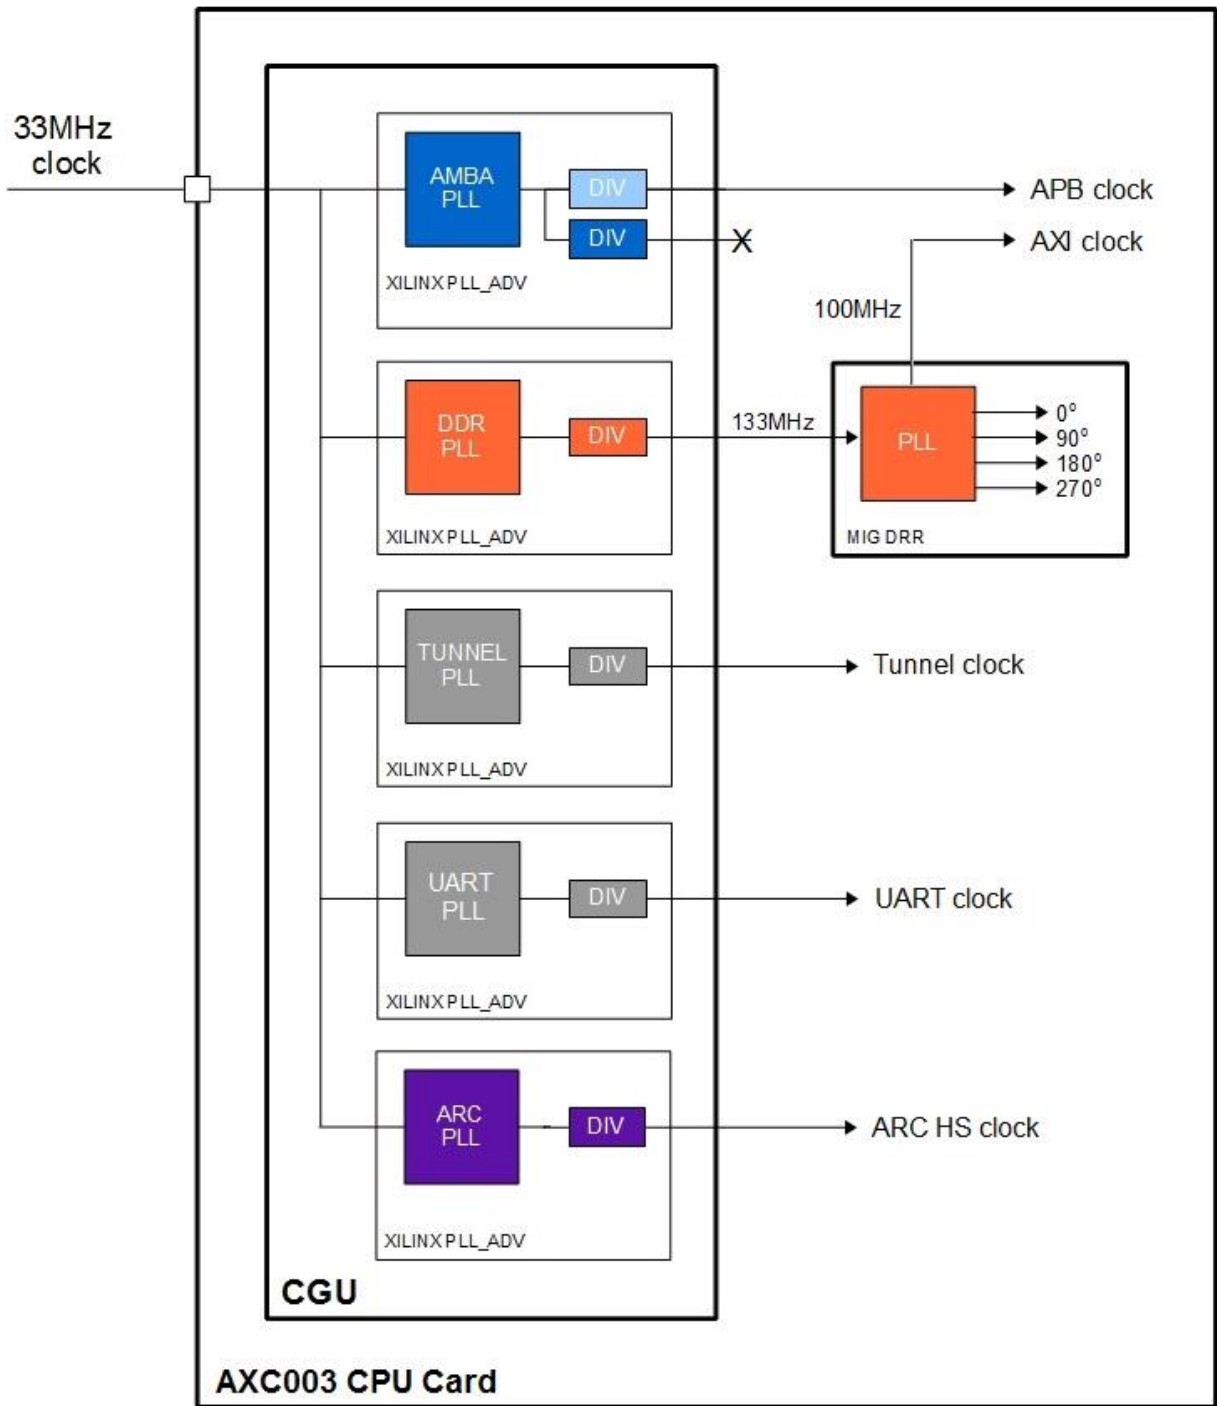 33MHz
clock
AMBA
PLL
DIV
DIV
X
XILINX PLL_ADV
APB clock
AXI clock
100MHz
DDR
PLL
DIV
XILINX PLL_ADV
133MHz
PLL
0°
90°
180°
270°
MIG DRR
TUNNEL
PLL
DIV
XILINX PLL_ADV
Tunnel clock
UART
PLL
DIV
XILINX PLL_ADV
UART clock
ARC
PLL
DIV
XILINX PLL_ADV
ARC HS clock
CGU
AXC003 CPU Card